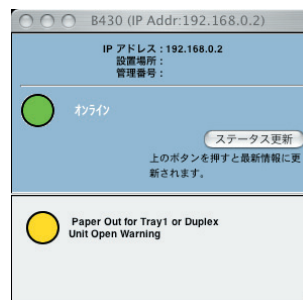 B430 (IP Addr:192.168.0.2)
IP アドレス : 192.168.0.2
設置場所 :
管理番号 :
オンライン
ステータス更新
上のボタンを押すと最新情報に更
新されます。
Paper Out for Tray1 or Duplex
Unit Open Warning